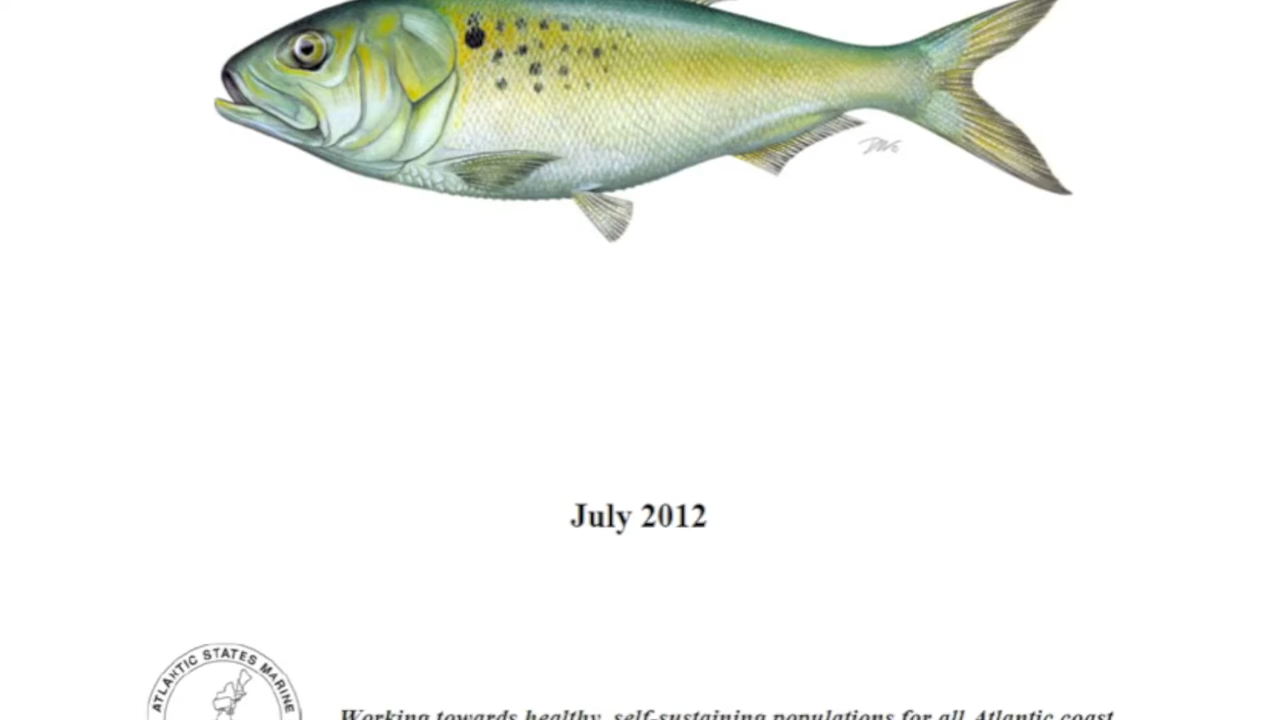 July 2012
ATLANTIC STATES MARINE
Working towards healthy, self-sustaining populations for all Atlantic coast